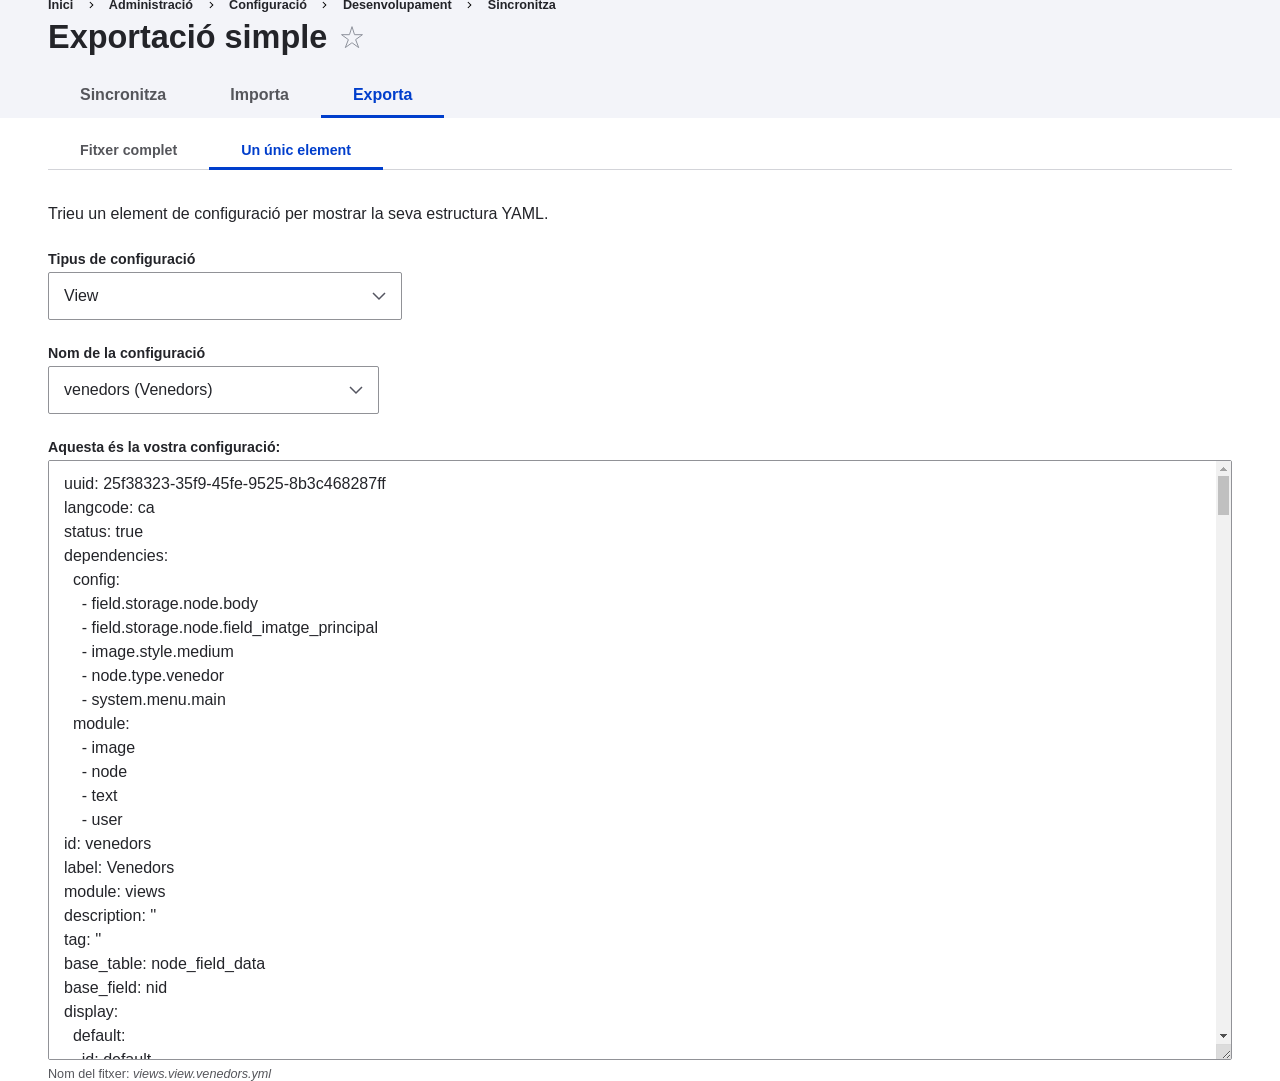 Inici › Administració › Configuració › Desenvolupament › Sincronitza
Exportació simple ☆
Sincronitza Importa Exporta
Fitxer complet Un únic element
Trieu un element de configuració per mostrar la seva estructura YAML.
Tipus de configuració
View
Nom de la configuració
venedors (Venedors)
Aquesta és la vostra configuració:
uuid: 25f38323-35f9-45fe-9525-8b3c468287ff
langcode: ca
status: true
dependencies:
  config:
    - field.storage.node.body
    - field.storage.node.field_imatge_principal
    - image.style.medium
    - node.type.venedor
    - system.menu.main
  module:
    - image
    - node
    - text
    - user
id: venedors
label: Venedors
module: views
description: ''
tag: ''
base_table: node_field_data
base_field: nid
display:
  default:
    id: default
Nom del fitxer: views.view.venedors.yml